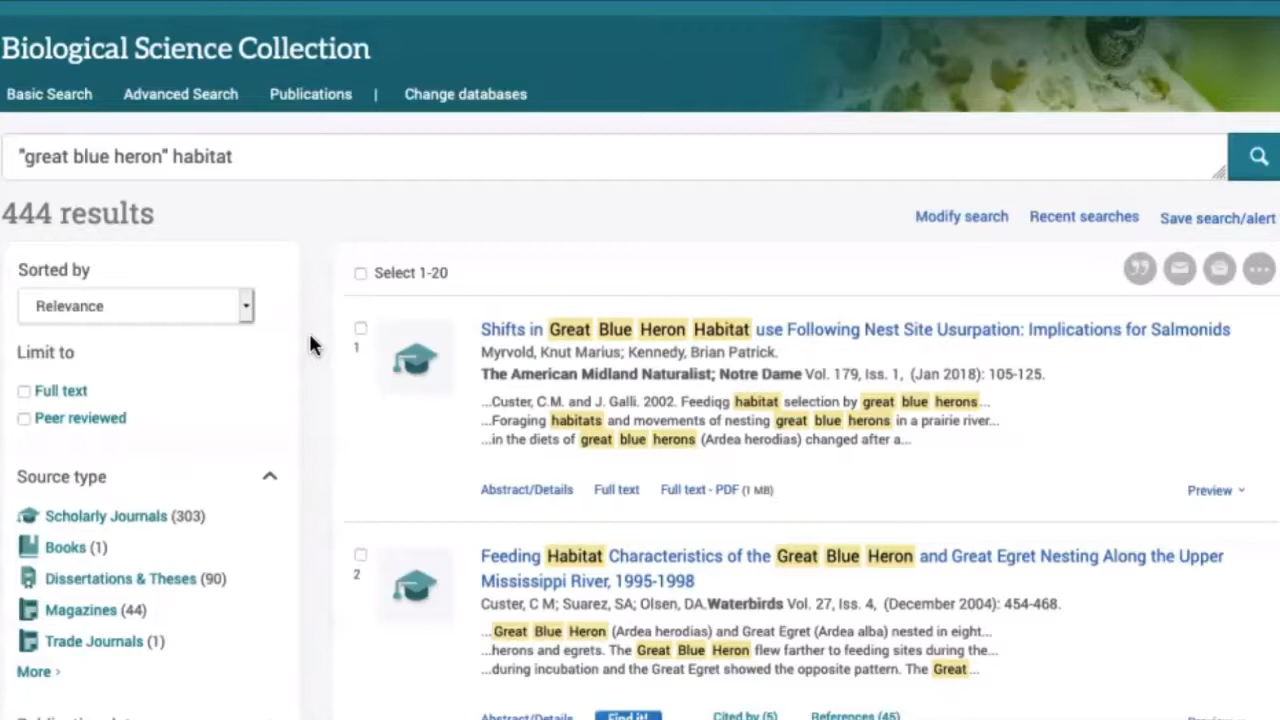 Biological Science Collection
Basic Search Advanced Search Publications | Change databases
"great blue heron" habitat
444 results
Modify search Recent searches Save search/alert
Sorted by
Relevance
Limit to
Full text
Peer reviewed
Source type
Scholarly Journals (303)
Books (1)
Dissertations & Theses (90)
Magazines (44)
Trade Journals (1)
More ›
Select 1-20
1
Shifts in Great Blue Heron Habitat use Following Nest Site Usurpation: Implications for Salmonids
Myrvold, Knut Marius; Kennedy, Brian Patrick.
The American Midland Naturalist; Notre Dame Vol. 179, Iss. 1, (Jan 2018): 105-125.
...Custer, C.M. and J. Galli. 2002. Feediqg habitat selection by great blue herons...
...Foraging habitats and movements of nesting great blue herons in a prairie river...
...in the diets of great blue herons (Ardea herodias) changed after a...
Abstract/Details Full text Full text - PDF (1 MB) Preview
2
Feeding Habitat Characteristics of the Great Blue Heron and Great Egret Nesting Along the Upper
Mississippi River, 1995-1998
Custer, C M; Suarez, SA; Olsen, DA.Waterbirds Vol. 27, Iss. 4, (December 2004): 454-468.
...Great Blue Heron (Ardea herodias) and Great Egret (Ardea alba) nested in eight...
...herons and egrets. The Great Blue Heron flew farther to feeding sites during the...
...during incubation and the Great Egret showed the opposite pattern. The Great...
Abstract/Details Find it! Cited by (5) References (45)